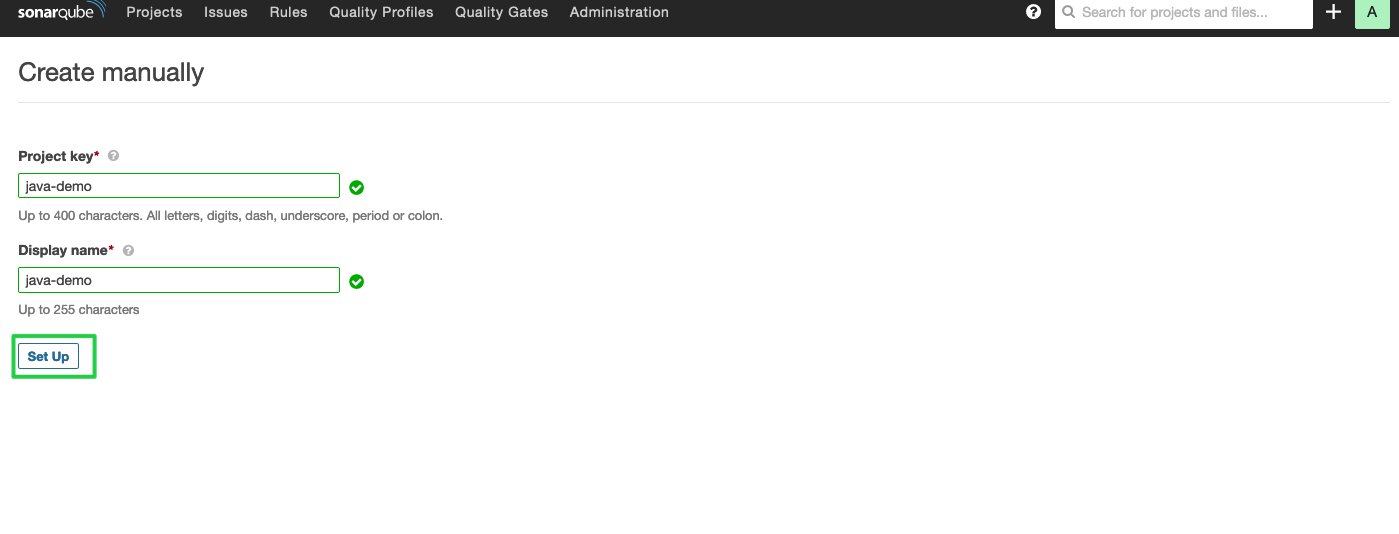 sonarqube Projects Issues Rules Quality Profiles Quality Gates Administration ? Search for projects and files... + A
Create manually
Project key* ?
java-demo
Up to 400 characters. All letters, digits, dash, underscore, period or colon.
Display name* ?
java-demo
Up to 255 characters
Set Up